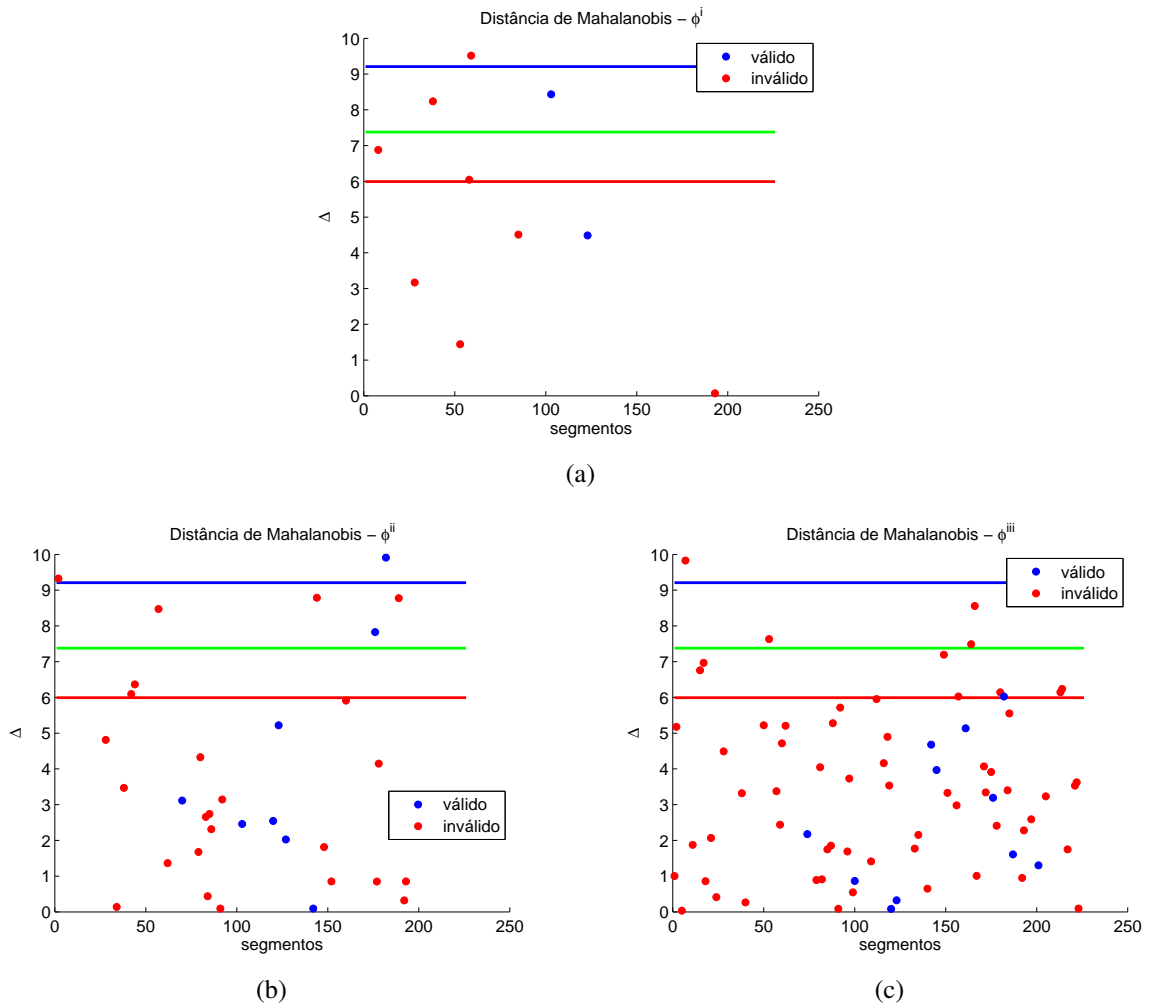 Distância de Mahalanobis – ϕⁱ
10
9
8
7
6
5
4
3
2
1
0
Δ
válido
inválido
0 50 100 150 200 250
segmentos
(a)
Distância de Mahalanobis – ϕⁱⁱ
10
9
8
7
6
5
4
3
2
1
0
Δ
válido
inválido
0 50 100 150 200 250
segmentos
(b)
Distância de Mahalanobis – ϕⁱⁱⁱ
10
9
8
7
6
5
4
3
2
1
0
Δ
válido
inválido
0 50 100 150 200 250
segmentos
(c)